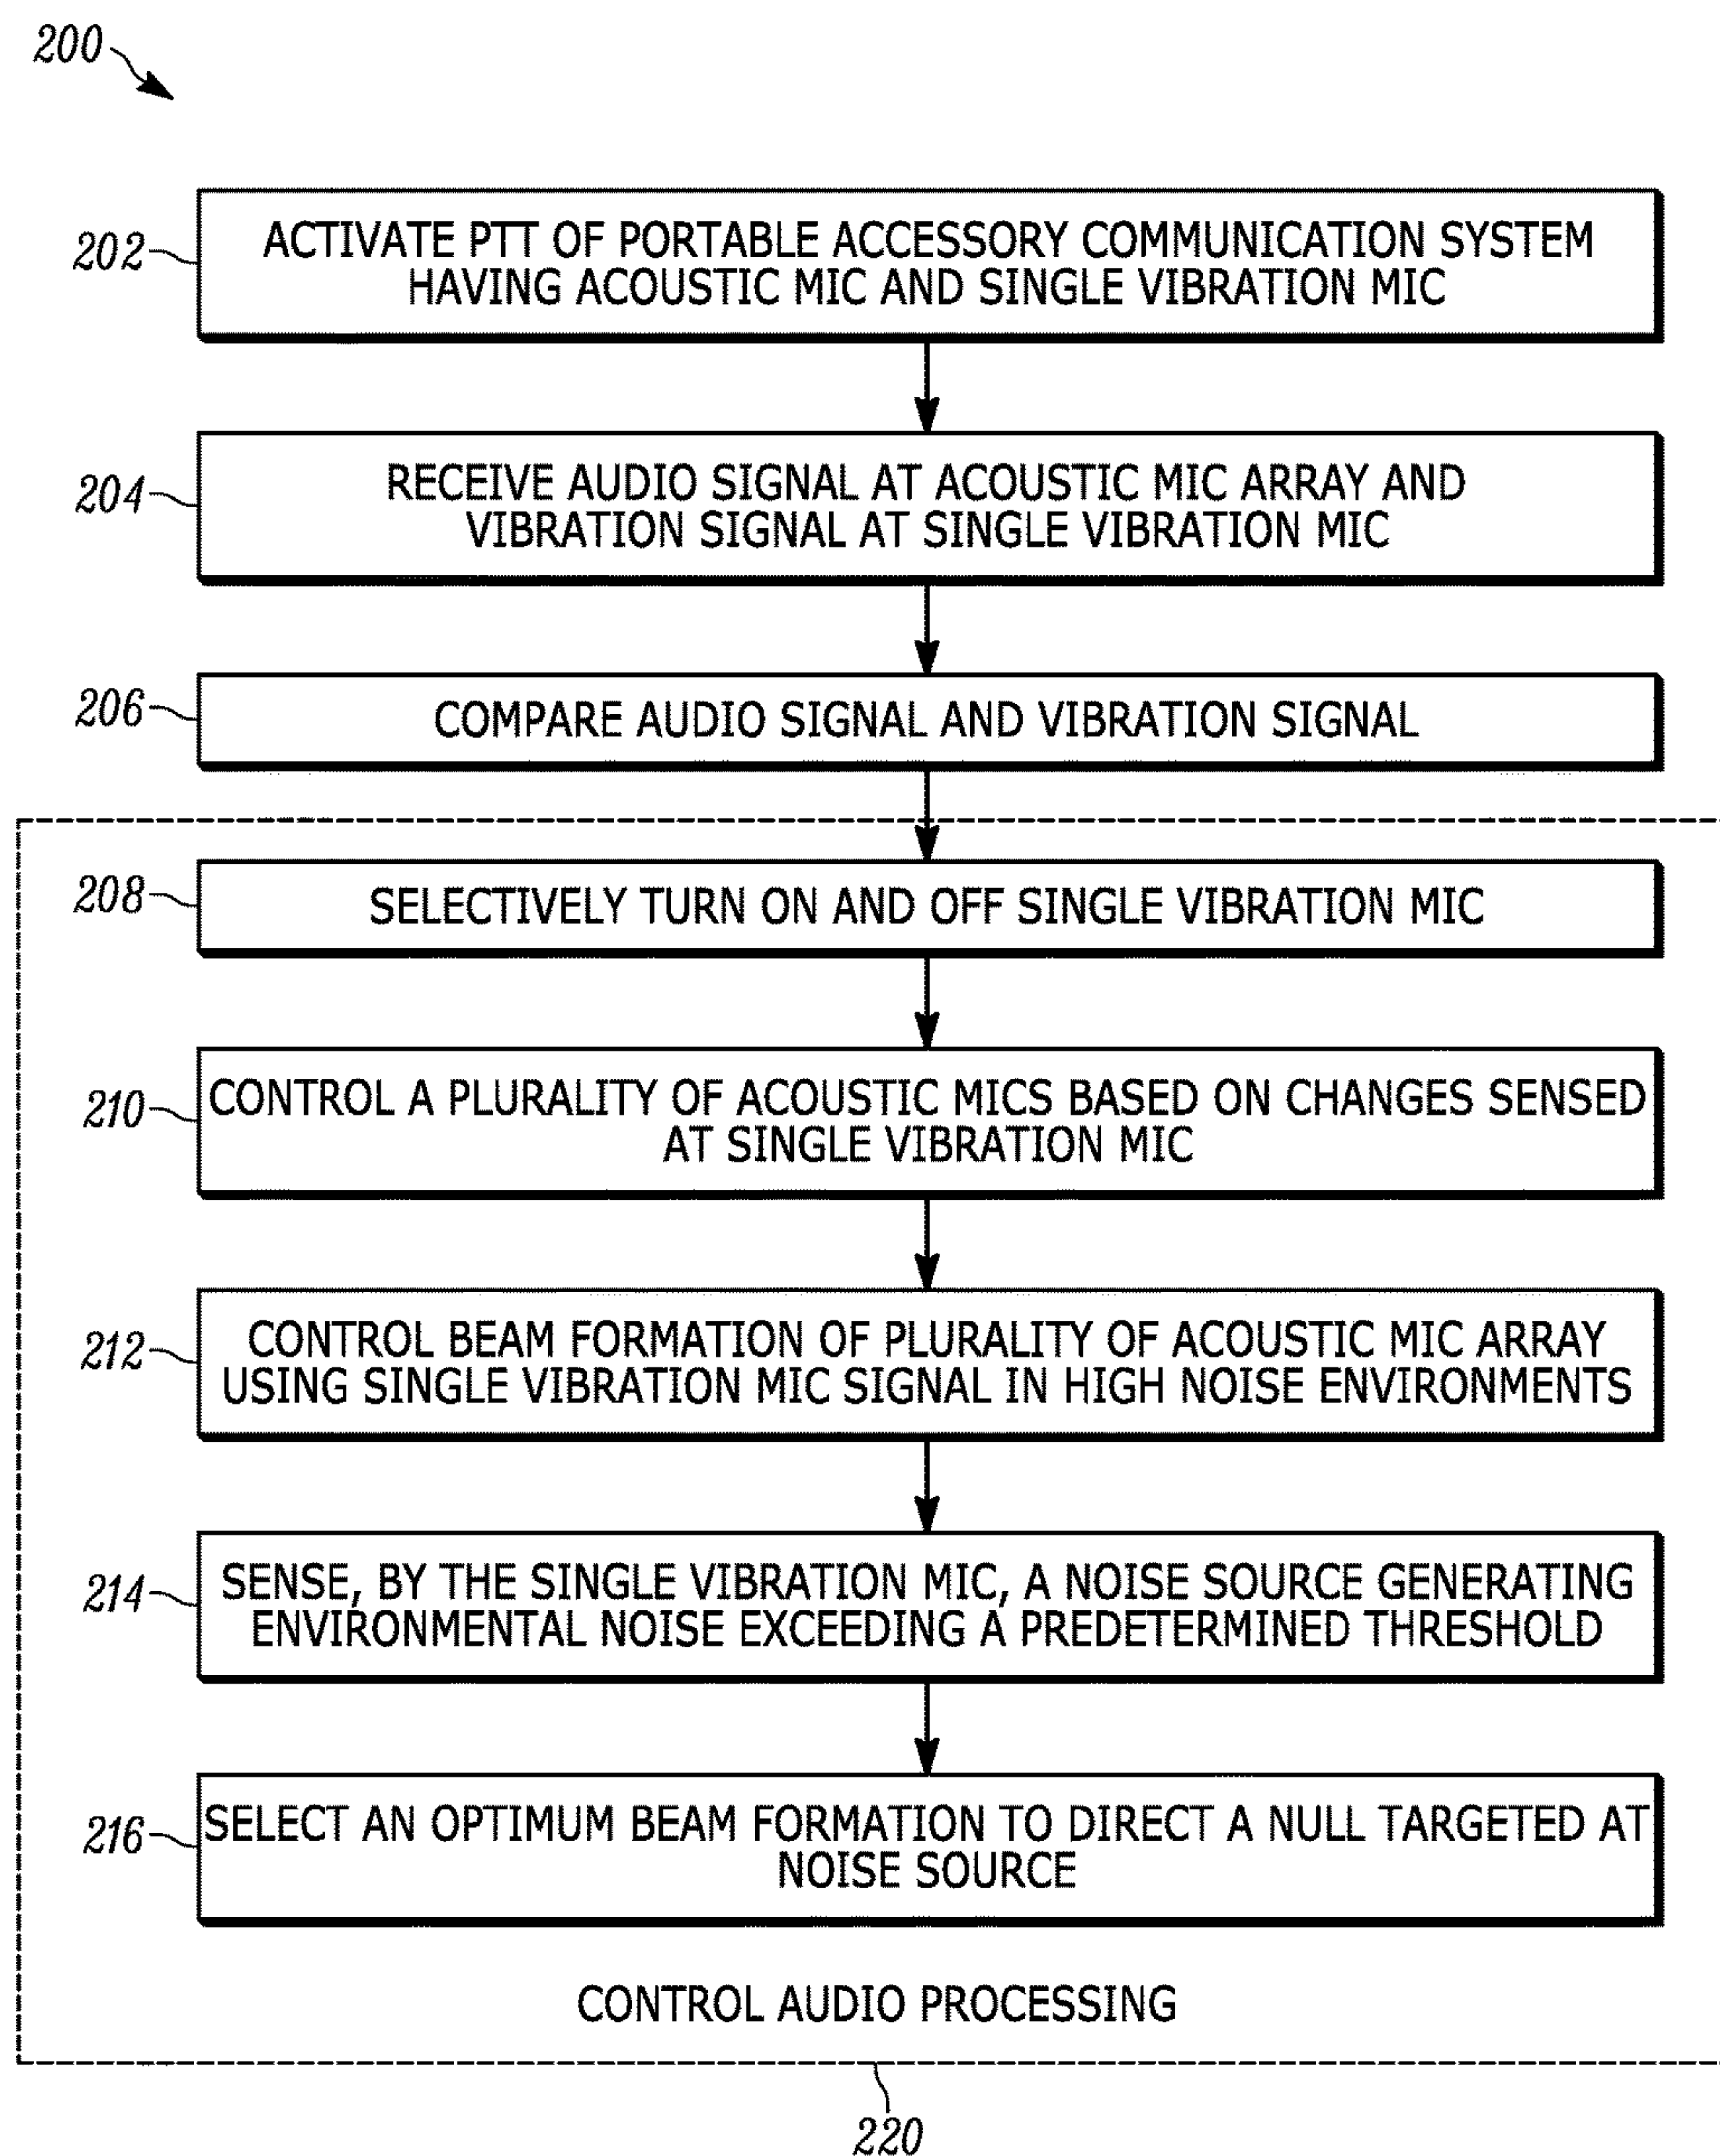 200
202
ACTIVATE PTT OF PORTABLE ACCESSORY COMMUNICATION SYSTEM
HAVING ACOUSTIC MIC AND SINGLE VIBRATION MIC
204
RECEIVE AUDIO SIGNAL AT ACOUSTIC MIC ARRAY AND
VIBRATION SIGNAL AT SINGLE VIBRATION MIC
206
COMPARE AUDIO SIGNAL AND VIBRATION SIGNAL
208
SELECTIVELY TURN ON AND OFF SINGLE VIBRATION MIC
210
CONTROL A PLURALITY OF ACOUSTIC MICS BASED ON CHANGES SENSED
AT SINGLE VIBRATION MIC
212
CONTROL BEAM FORMATION OF PLURALITY OF ACOUSTIC MIC ARRAY
USING SINGLE VIBRATION MIC SIGNAL IN HIGH NOISE ENVIRONMENTS
214
SENSE, BY THE SINGLE VIBRATION MIC, A NOISE SOURCE GENERATING
ENVIRONMENTAL NOISE EXCEEDING A PREDETERMINED THRESHOLD
216
SELECT AN OPTIMUM BEAM FORMATION TO DIRECT A NULL TARGETED AT
NOISE SOURCE
CONTROL AUDIO PROCESSING
220